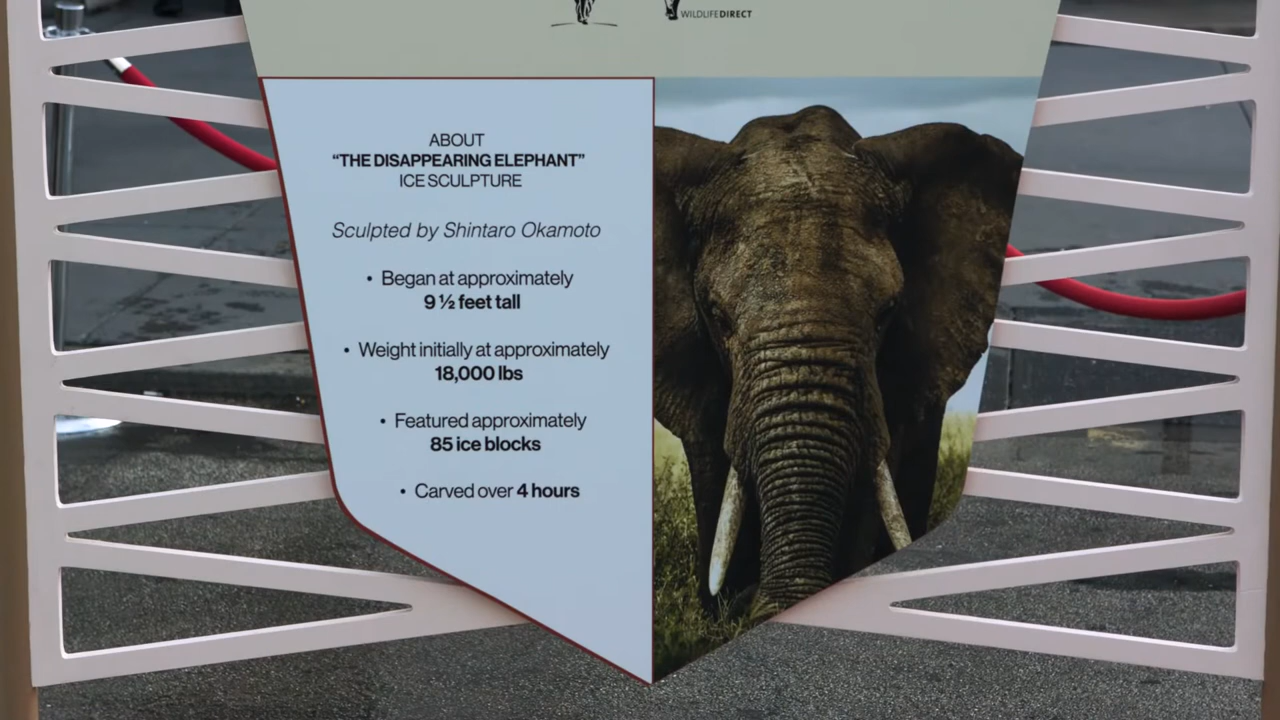 WILDLIFEDIRECT
ABOUT
“THE DISAPPEARING ELEPHANT”
ICE SCULPTURE
Sculpted by Shintaro Okamoto
• Began at approximately
9 ½ feet tall
• Weight initially at approximately
18,000 lbs
• Featured approximately
85 ice blocks
• Carved over 4 hours